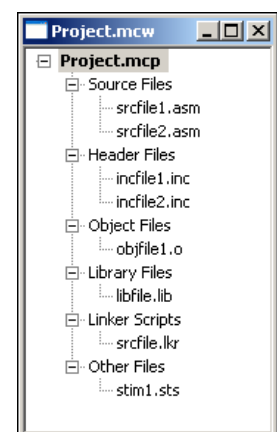 Project.mcw
Project.mcp
Source Files
srcfile1.asm
srcfile2.asm
Header Files
incfile1.inc
incfile2.inc
Object Files
objfile1.o
Library Files
libfile.lib
Linker Scripts
srcfile.lkr
Other Files
stim1.sts